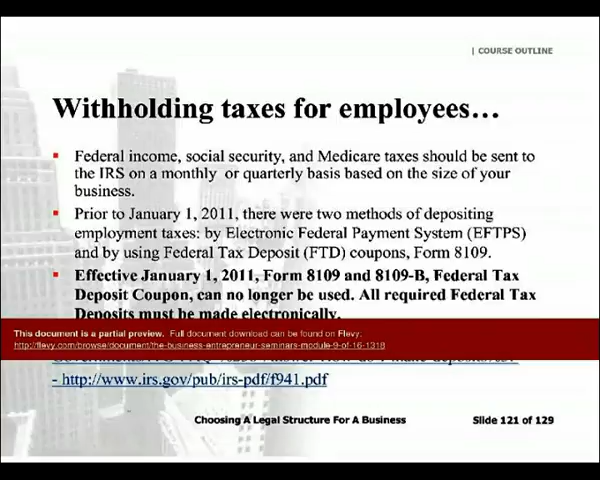 | COURSE OUTLINE
Withholding taxes for employees…
Federal income, social security, and Medicare taxes should be sent to
the IRS on a monthly or quarterly basis based on the size of your
business.
Prior to January 1, 2011, there were two methods of depositing
employment taxes: by Electronic Federal Payment System (EFTPS)
and by using Federal Tax Deposit (FTD) coupons, Form 8109.
Effective January 1, 2011, Form 8109 and 8109-B, Federal Tax
Deposit Coupon, can no longer be used. All required Federal Tax
Deposits must be made electronically.
This document is a partial preview. Full document download can be found on Flevy:
http://flevy.com/browse/document/the-business-entrepreneur-seminars-module-9-of-16-1318
- http://www.irs.gov/pub/irs-pdf/f941.pdf
Choosing A Legal Structure For A Business
Slide 121 of 129